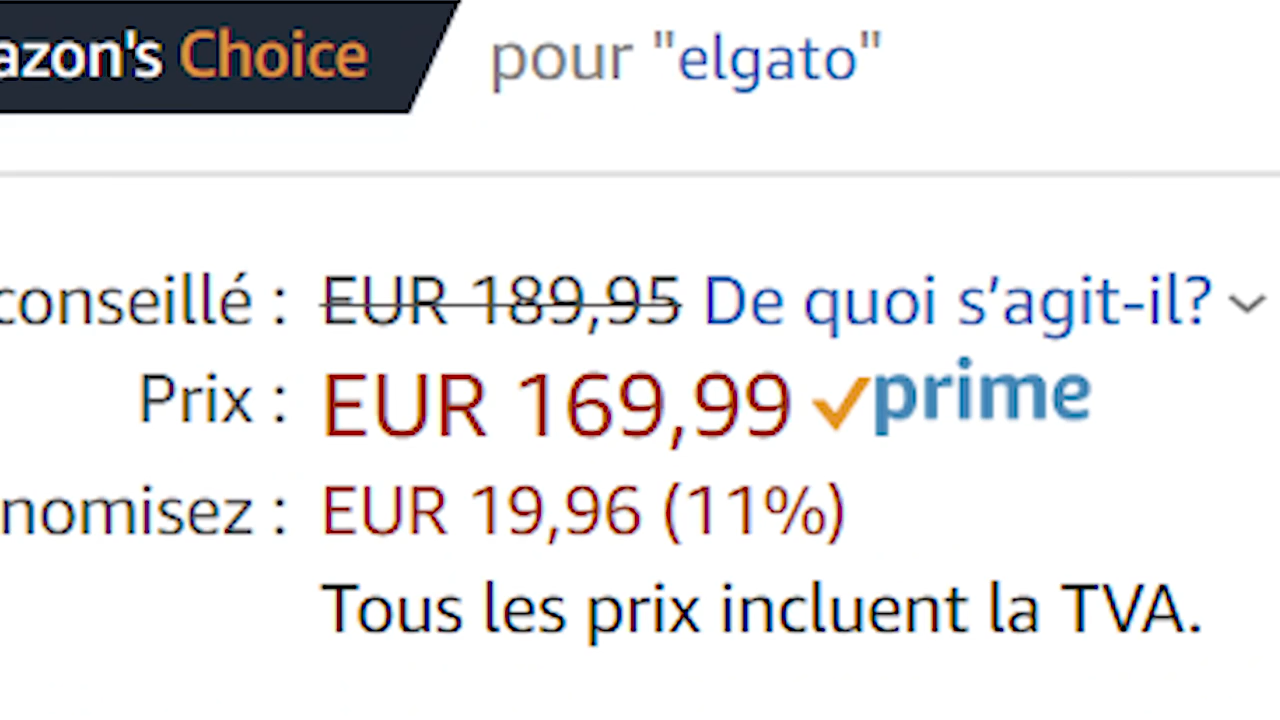 azon's Choice pour "elgato"
conseillé : EUR 189,95 De quoi s’agit-il?
Prix : EUR 169,99 prime
nomisez : EUR 19,96 (11%)
Tous les prix incluent la TVA.